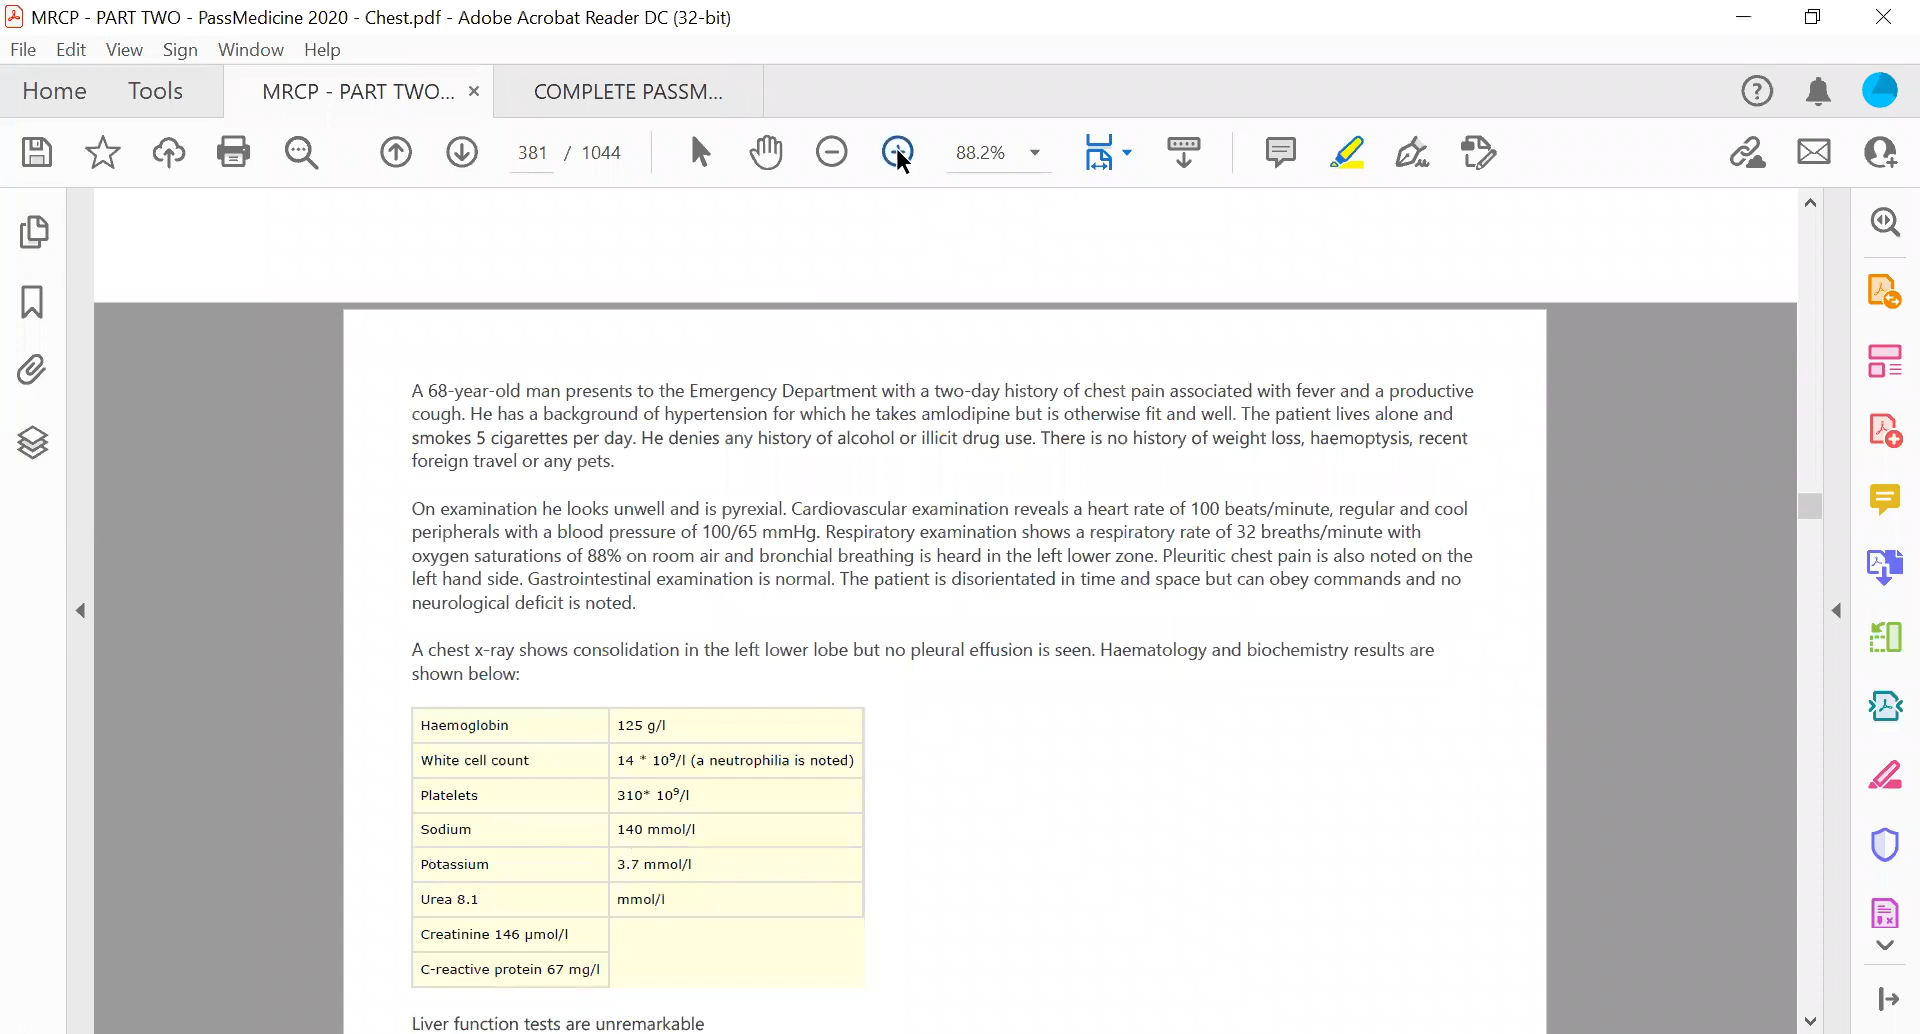 MRCP - PART TWO - PassMedicine 2020 - Chest.pdf - Adobe Acrobat Reader DC (32-bit)
File Edit View Sign Window Help
Home Tools MRCP - PART TWO... × COMPLETE PASSM...
381 / 1044 88.2%
A 68-year-old man presents to the Emergency Department with a two-day history of chest pain associated with fever and a productive
cough. He has a background of hypertension for which he takes amlodipine but is otherwise fit and well. The patient lives alone and
smokes 5 cigarettes per day. He denies any history of alcohol or illicit drug use. There is no history of weight loss, haemoptysis, recent
foreign travel or any pets.
On examination he looks unwell and is pyrexial. Cardiovascular examination reveals a heart rate of 100 beats/minute, regular and cool
peripherals with a blood pressure of 100/65 mmHg. Respiratory examination shows a respiratory rate of 32 breaths/minute with
oxygen saturations of 88% on room air and bronchial breathing is heard in the left lower zone. Pleuritic chest pain is also noted on the
left hand side. Gastrointestinal examination is normal. The patient is disorientated in time and space but can obey commands and no
neurological deficit is noted.
A chest x-ray shows consolidation in the left lower lobe but no pleural effusion is seen. Haematology and biochemistry results are
shown below:
Haemoglobin 125 g/l
White cell count 14 * 10⁹/l (a neutrophilia is noted)
Platelets 310* 10⁹/l
Sodium 140 mmol/l
Potassium 3.7 mmol/l
Urea 8.1 mmol/l
Creatinine 146 µmol/l
C-reactive protein 67 mg/l
Liver function tests are unremarkable